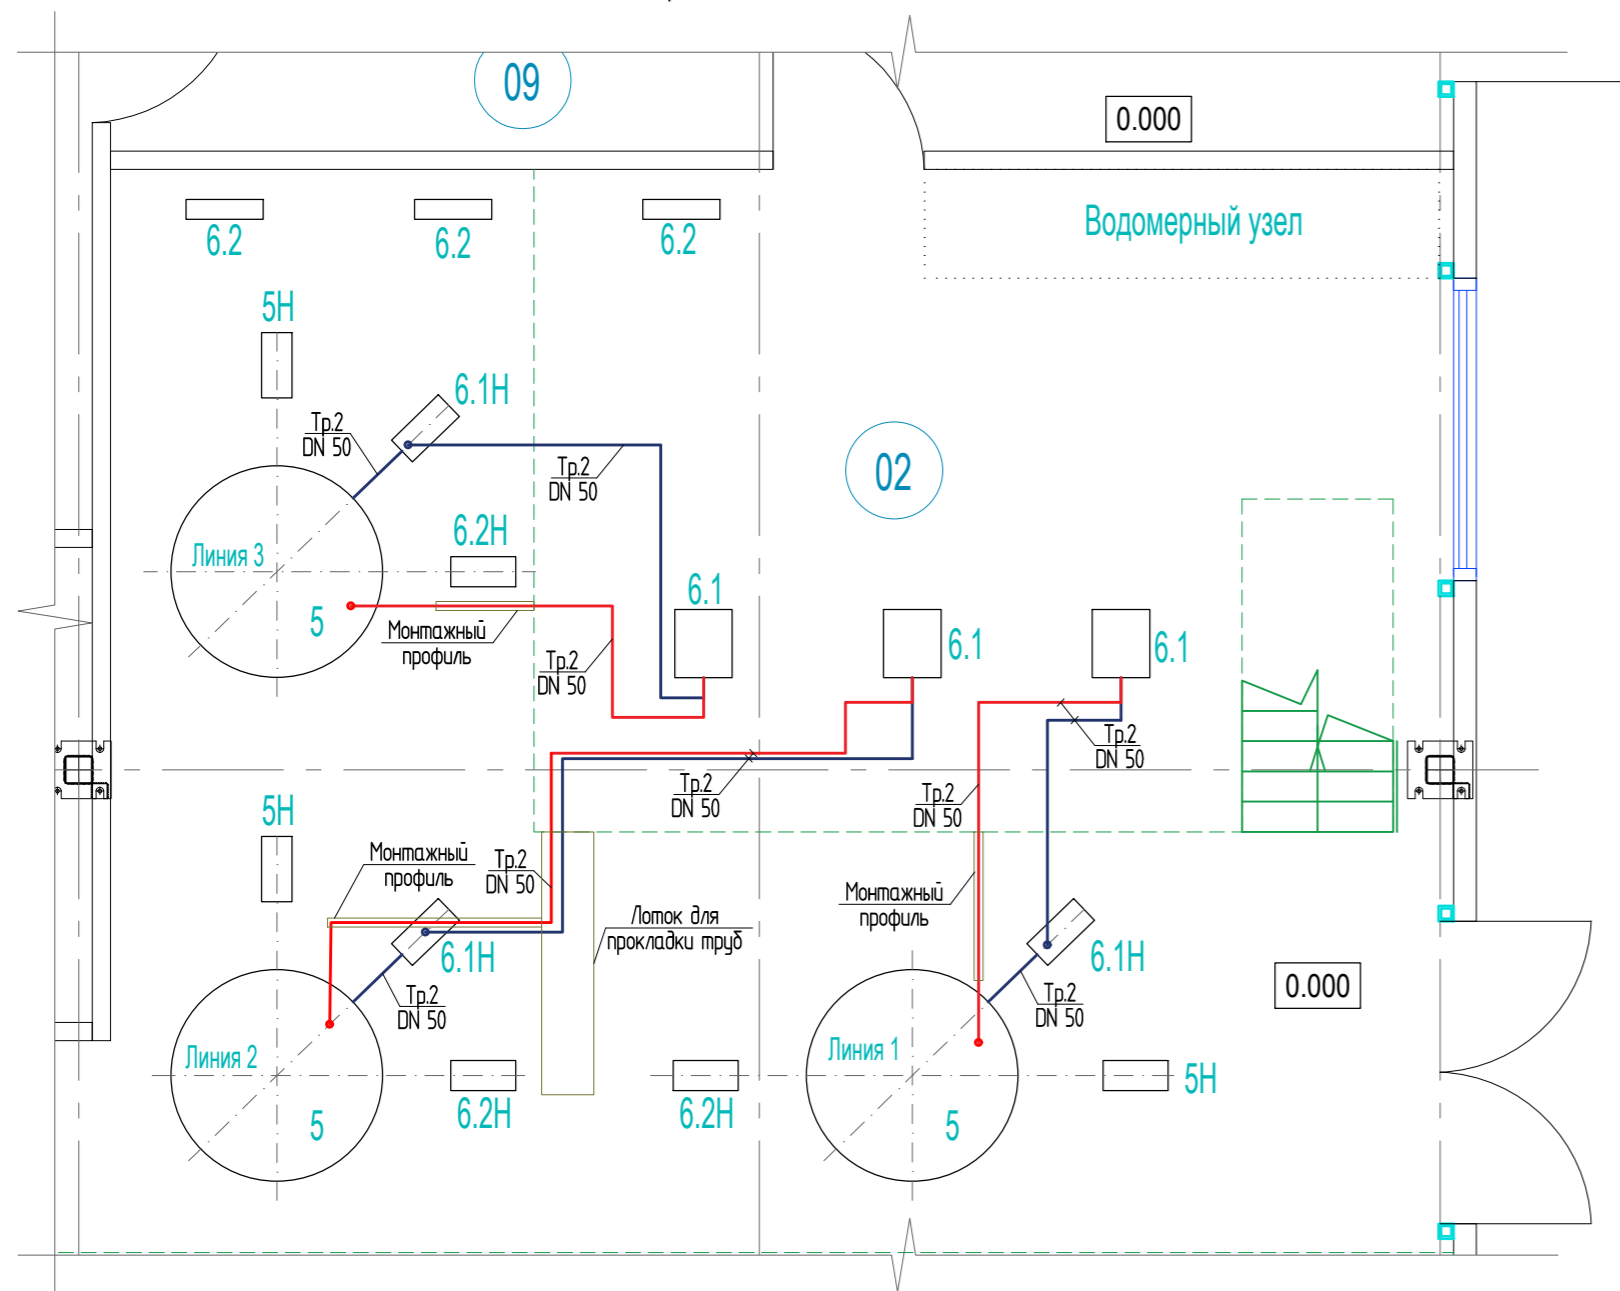 09
0.000
Водомерный узел
6.2
6.2
6.2
5Н
6.1Н
Тр.2
DN 50
Тр.2
DN 50
02
Линия 3
6.2Н
5
Монтажный
профиль
Тр.2
DN 50
6.1
6.1
6.1
Тр.2
DN 50
Тр.2
DN 50
Тр.2
DN 50
5Н
Монтажный
профиль
Тр.2
DN 50
Монтажный
профиль
Лоток для
прокладки труб
6.1Н
6.1Н
Тр.2
DN 50
Тр.2
DN 50
0.000
Линия 2
Линия 1
5
6.2Н
6.2Н
5
5Н